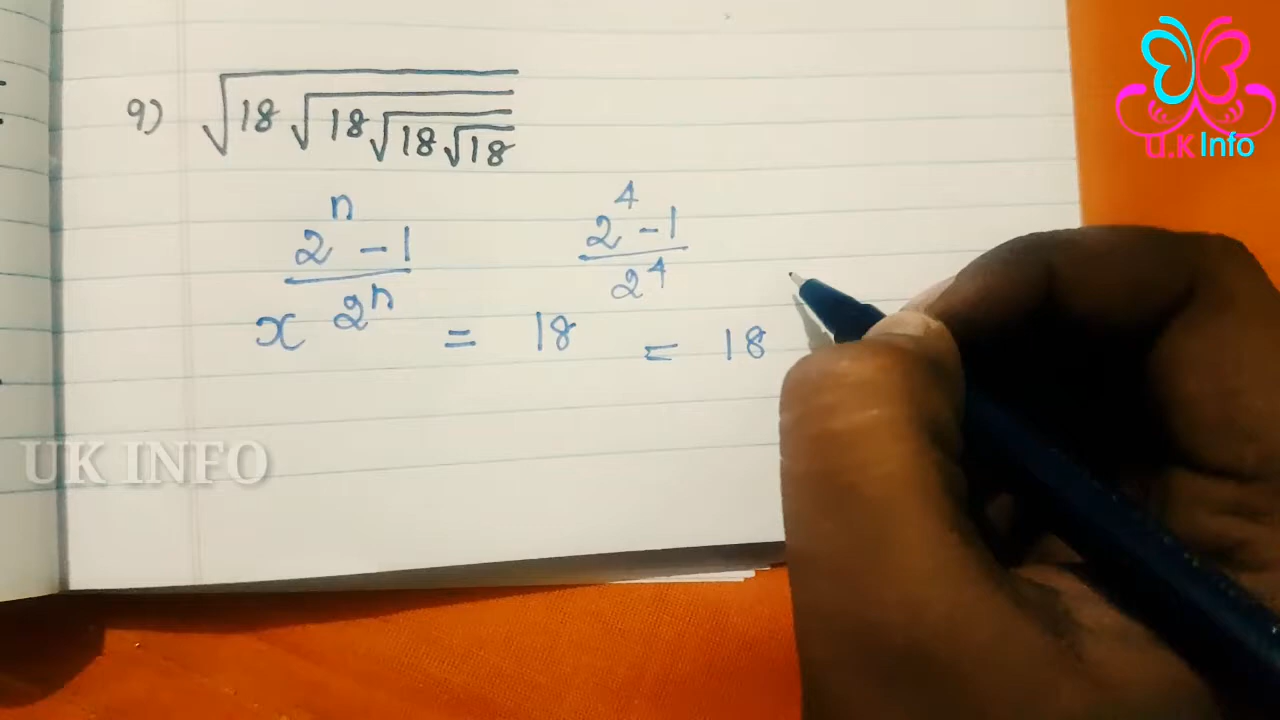 9) √18√18√18√18
x^((2^n - 1)/2^n) = 18^((2^4 - 1)/2^4) = 18
U.K Info
UK INFO